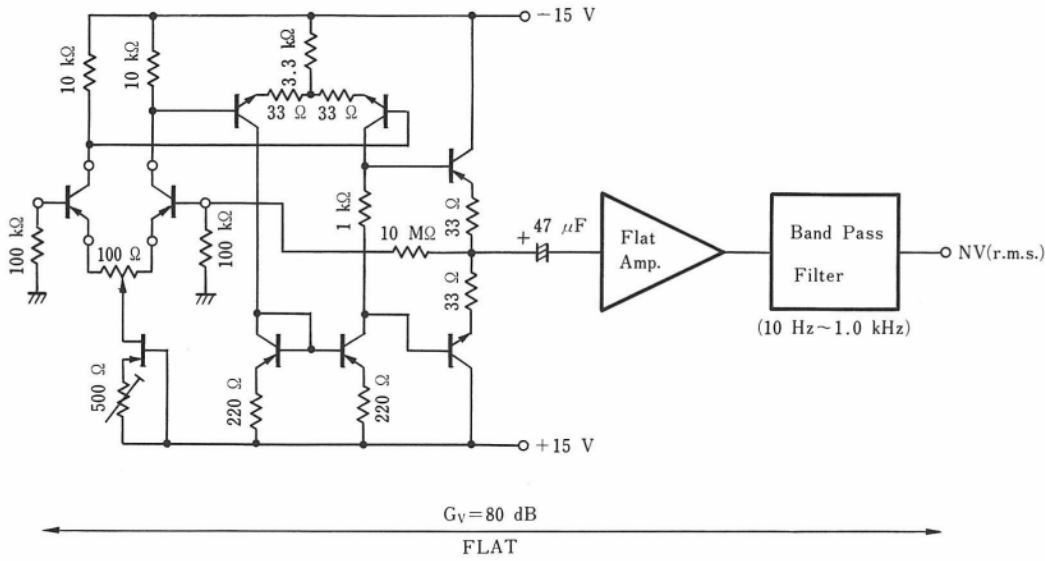 −15 V
10 kΩ
10 kΩ
3.3 kΩ
33 Ω
33 Ω
100 kΩ
100 Ω
100 kΩ
1 kΩ
10 MΩ
33 Ω
33 Ω
+
47 μF
Flat
Amp.
Band Pass
Filter
(10 Hz~1.0 kHz)
NV(r.m.s.)
500 Ω
220 Ω
220 Ω
+15 V
GV=80 dB
FLAT